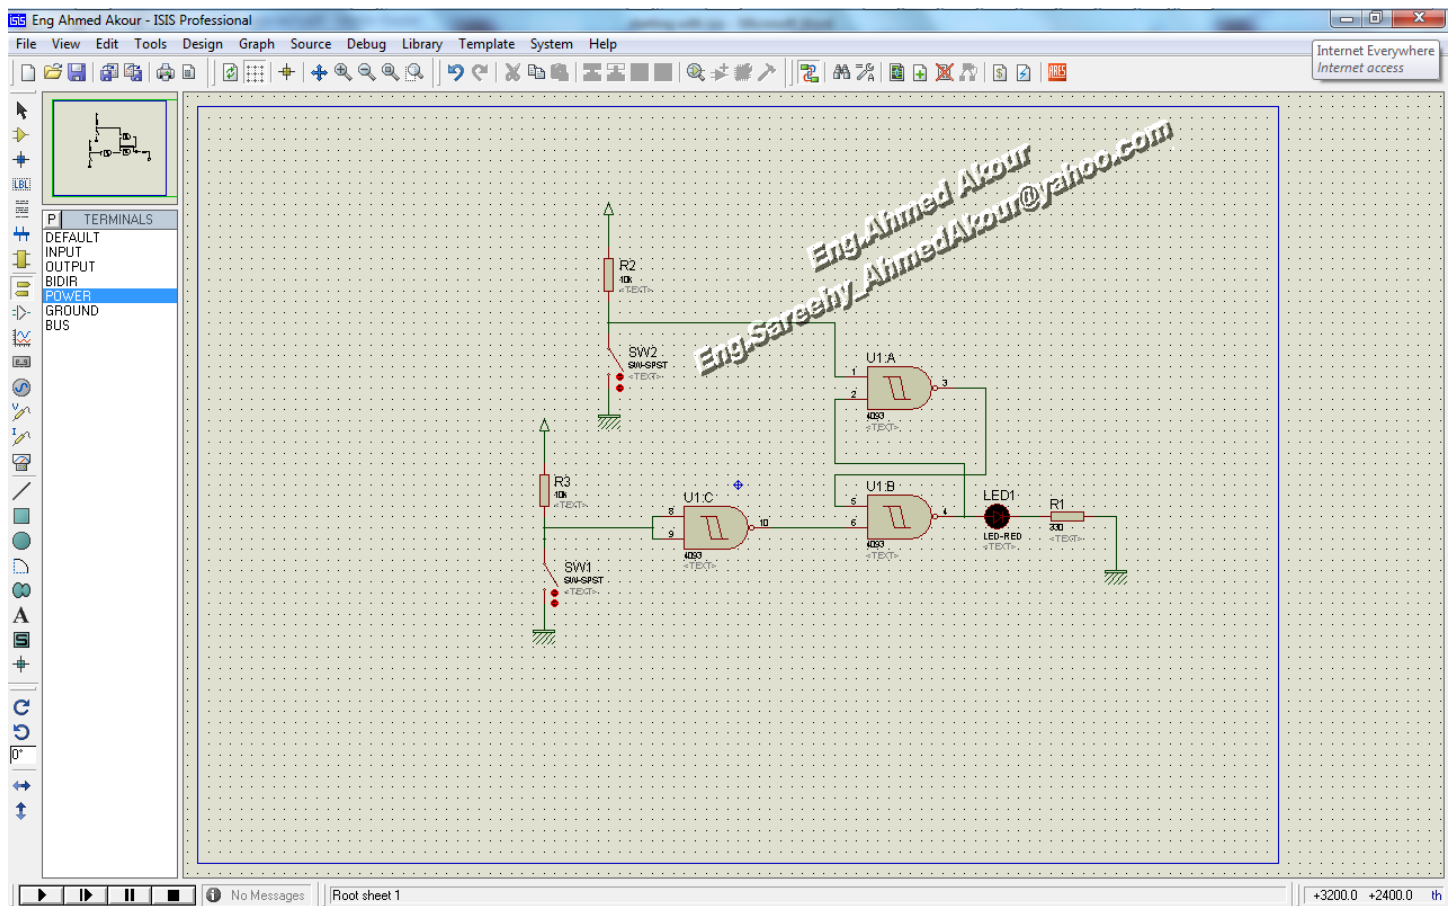 ISIS Eng Ahmed Akour - ISIS Professional
File View Edit Tools Design Graph Source Debug Library Template System Help
Internet Everywhere
Internet access
ARES
LBL
P TERMINALS
DEFAULT
INPUT
OUTPUT
BIDIR
POWER
GROUND
BUS
Eng.Ahmed Akour
Eng.Sareehy_AhmedAkour@yahoo.com
R2
10k
<TEXT>
SW2
SW-SPST
<TEXT>
U1:A
1
2
3
4093
<TEXT>
R3
10k
<TEXT>
U1:C
8
9
10
4093
<TEXT>
U1:B
5
6
4
4093
<TEXT>
LED1
LED-RED
<TEXT>
R1
330
<TEXT>
SW1
SW-SPST
<TEXT>
A
S
0°
No Messages
Root sheet 1
+3200.0 +2400.0 th